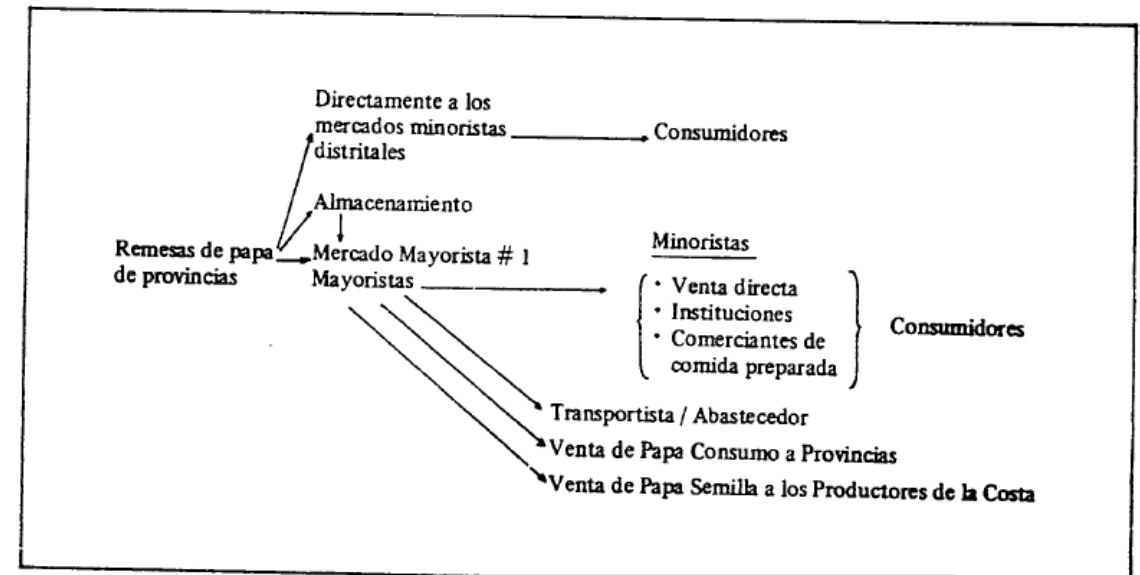 Directamente a los
mercados minoristas
distritales
Consumidores
Almacenamiento
Remesas de papa
de provincias
Mercado Mayorista # 1
Mayoristas
Minoristas
• Venta directa
• Instituciones
• Comerciantes de
comida preparada
Consumidores
Transportista / Abastecedor
Venta de Papa Consumo a Provincias
Venta de Papa Semilla a los Productores de la Costa